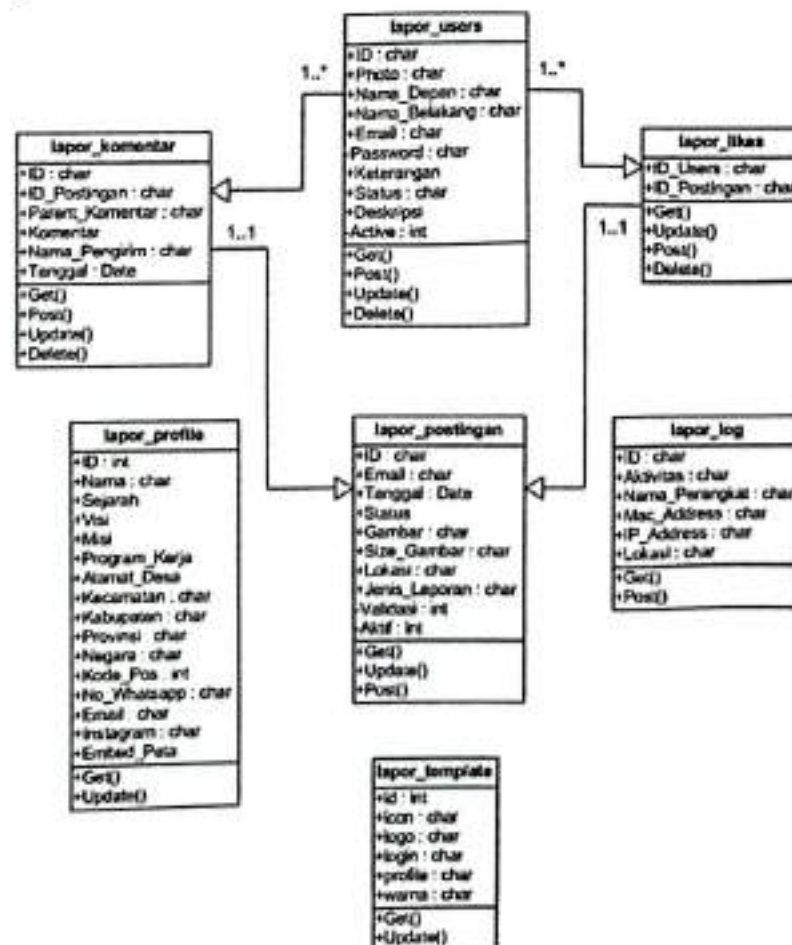 lapor_users
+ID : char
+Photo : char
+Nama_Depan : char
+Nama_Belakang : char
+Email : char
-Password : char
+Keterangan
+Status : char
+Deskripsi
-Active : int
+Get()
+Post()
+Update()
+Delete()
1..*
1..*
lapor_komentar
+ID : char
+ID_Postingan : char
+Parent_Komentar : char
+Komentar
+Nama_Pengirim : char
+Tanggal : Date
+Get()
+Post()
+Update()
+Delete()
1..1
lapor_likes
+ID_Users : char
+ID_Postingan : char
+Get()
+Update()
+Post()
+Delete()
1..1
lapor_profile
+ID : int
+Nama : char
+Sejarah
+Visi
+Misi
+Program_Kerja
+Alamat_Desa
+Kecamatan : char
+Kabupaten : char
+Provinsi : char
+Negara : char
+Kode_Pos : int
+No_Whatsapp : char
+Email : char
+Instagram : char
+Embed_Peta
+Get()
+Update()
lapor_postingan
+ID : char
+Email : char
+Tanggal : Date
+Status
+Gambar : char
+Size_Gambar : char
+Lokasi : char
+Jenis_Laporan : char
-Validasi : int
-Aktif : int
+Get()
+Update()
+Post()
lapor_log
+ID : char
+Aktivitas : char
+Nama_Perangkat : char
+Mac_Address : char
+IP_Address : char
+Lokasi : char
+Get()
+Post()
lapor_template
+id : int
+icon : char
+logo : char
+login : char
+profile : char
+warna : char
+Get()
+Update()